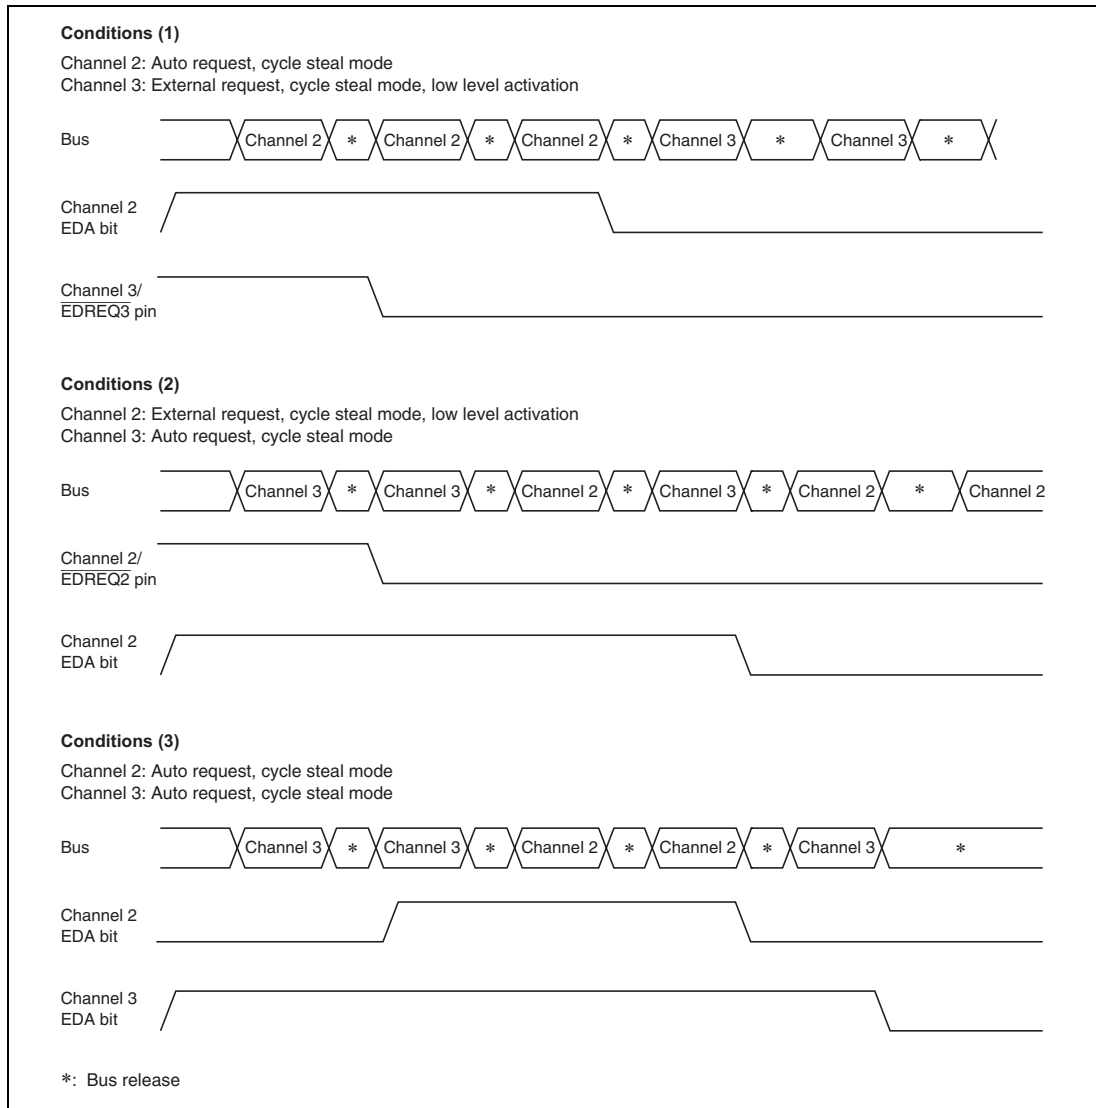 Conditions (1)
Channel 2: Auto request, cycle steal mode
Channel 3: External request, cycle steal mode, low level activation
Bus
Channel 2 * Channel 2 * Channel 2 * Channel 3 * Channel 3 *
Channel 2
EDA bit
Channel 3/
EDREQ3 pin
Conditions (2)
Channel 2: External request, cycle steal mode, low level activation
Channel 3: Auto request, cycle steal mode
Bus
Channel 3 * Channel 3 * Channel 2 * Channel 3 * Channel 2 * Channel 2
Channel 2/
EDREQ2 pin
Channel 2
EDA bit
Conditions (3)
Channel 2: Auto request, cycle steal mode
Channel 3: Auto request, cycle steal mode
Bus
Channel 3 * Channel 3 * Channel 2 * Channel 2 * Channel 3 *
Channel 2
EDA bit
Channel 3
EDA bit
*: Bus release